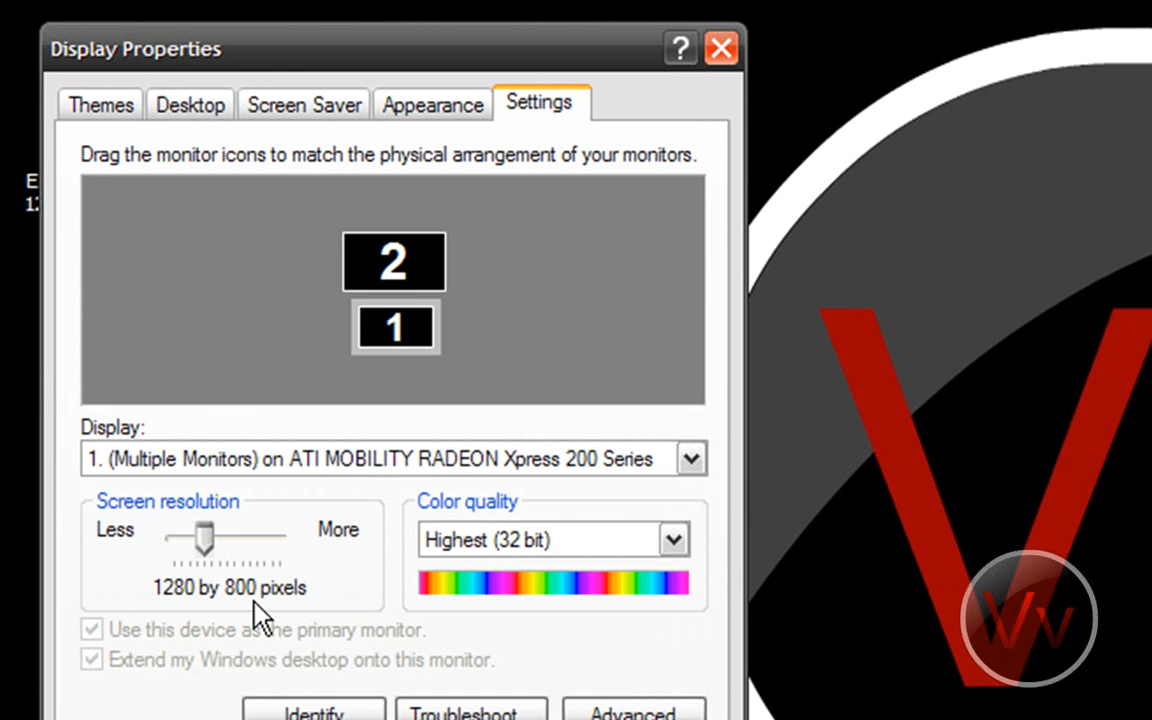 Display Properties
?
Themes Desktop Screen Saver Appearance Settings
Drag the monitor icons to match the physical arrangement of your monitors.
2
1
Display:
1. (Multiple Monitors) on ATI MOBILITY RADEON Xpress 200 Series
Screen resolution
Less More
1280 by 800 pixels
Color quality
Highest (32 bit)
Use this device as the primary monitor.
Extend my Windows desktop onto this monitor.
Identify Troubleshoot... Advanced
V
VV